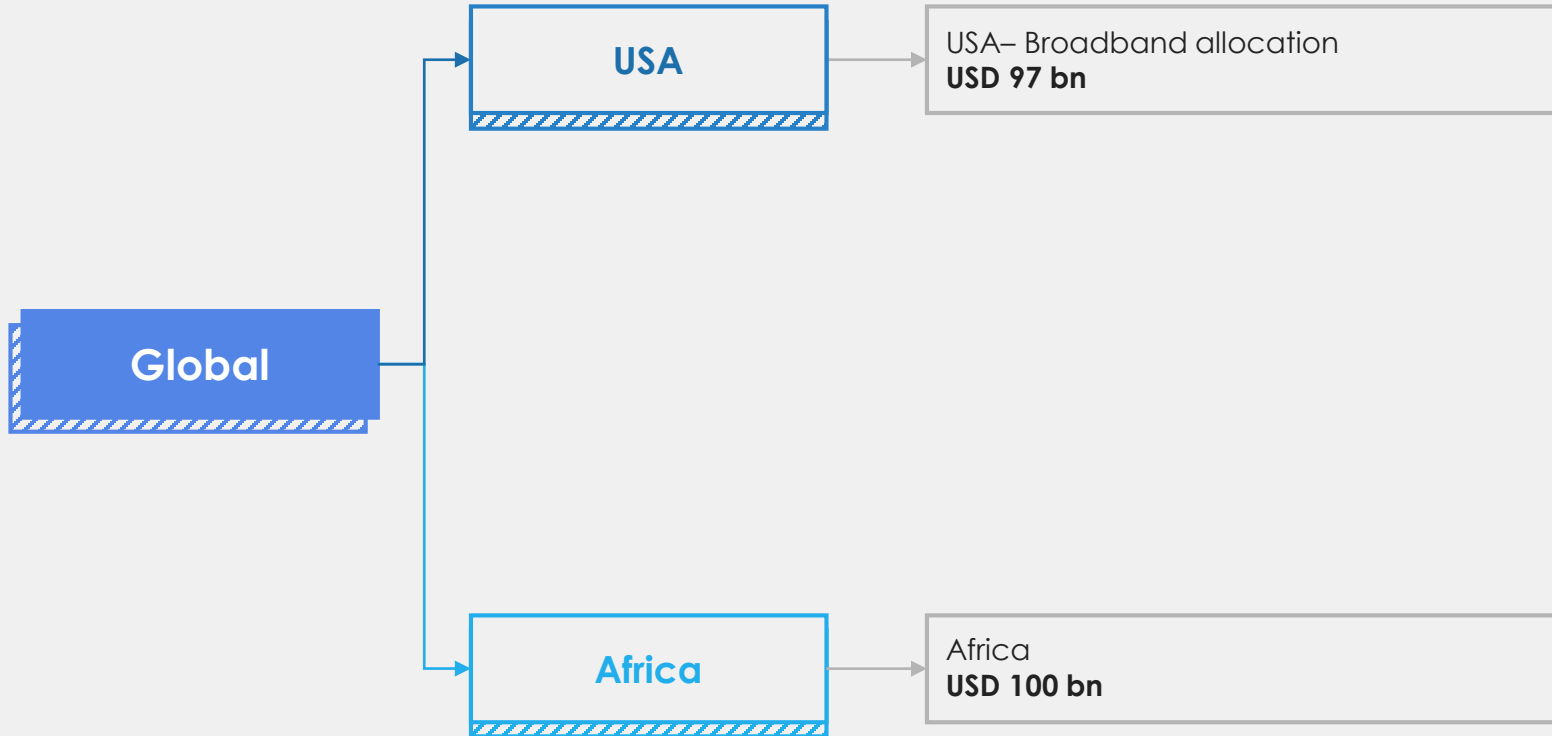 USA
USA– Broadband allocation
USD 97 bn
Global
Africa
Africa
USD 100 bn